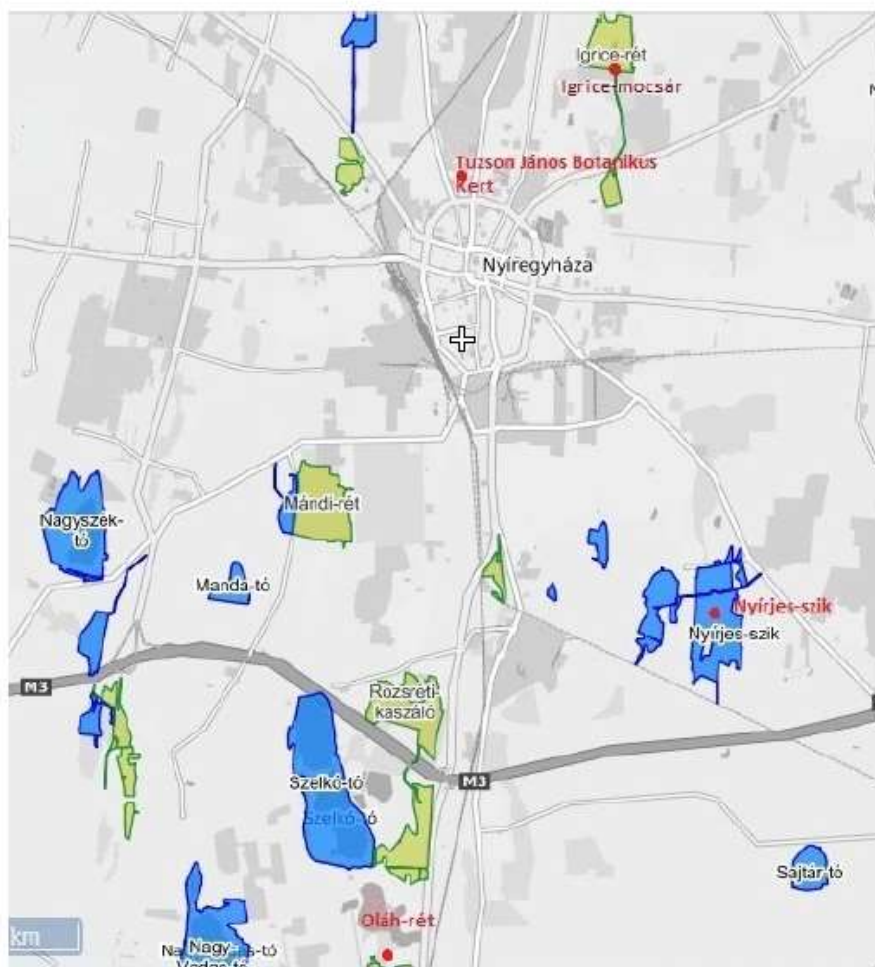 Igrice-rét
Igrice-mocsár
Tuzson János Botanikus
Kert
Nyíregyháza
Nagyszék-
tó
Mándi-rét
Manda-tó
Nyírjes-szik
Nyírjes-szik
M3
Rozsréti-
kaszáló
M3
Szelkó-tó
Szelkó-tó
Sajtár-tó
Oláh-rét
km
Nagy-